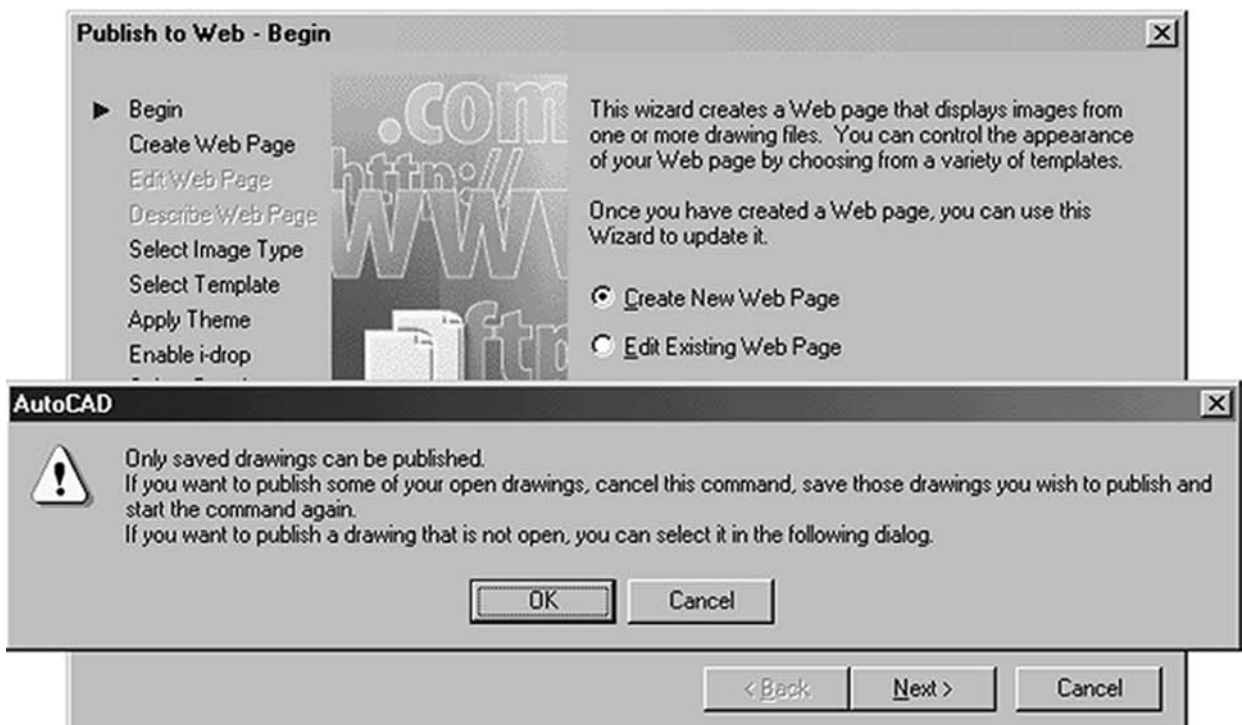 Publish to Web - Begin
Begin
Create Web Page
Edit Web Page
Describe Web Page
Select Image Type
Select Template
Apply Theme
Enable i-drop
.com
http://
WWW
ftp
This wizard creates a Web page that displays images from
one or more drawing files. You can control the appearance
of your Web page by choosing from a variety of templates.
Once you have created a Web page, you can use this
Wizard to update it.
Create New Web Page
Edit Existing Web Page
AutoCAD
Only saved drawings can be published.
If you want to publish some of your open drawings, cancel this command, save those drawings you wish to publish and
start the command again.
If you want to publish a drawing that is not open, you can select it in the following dialog.
OK
Cancel
< Back
Next >
Cancel